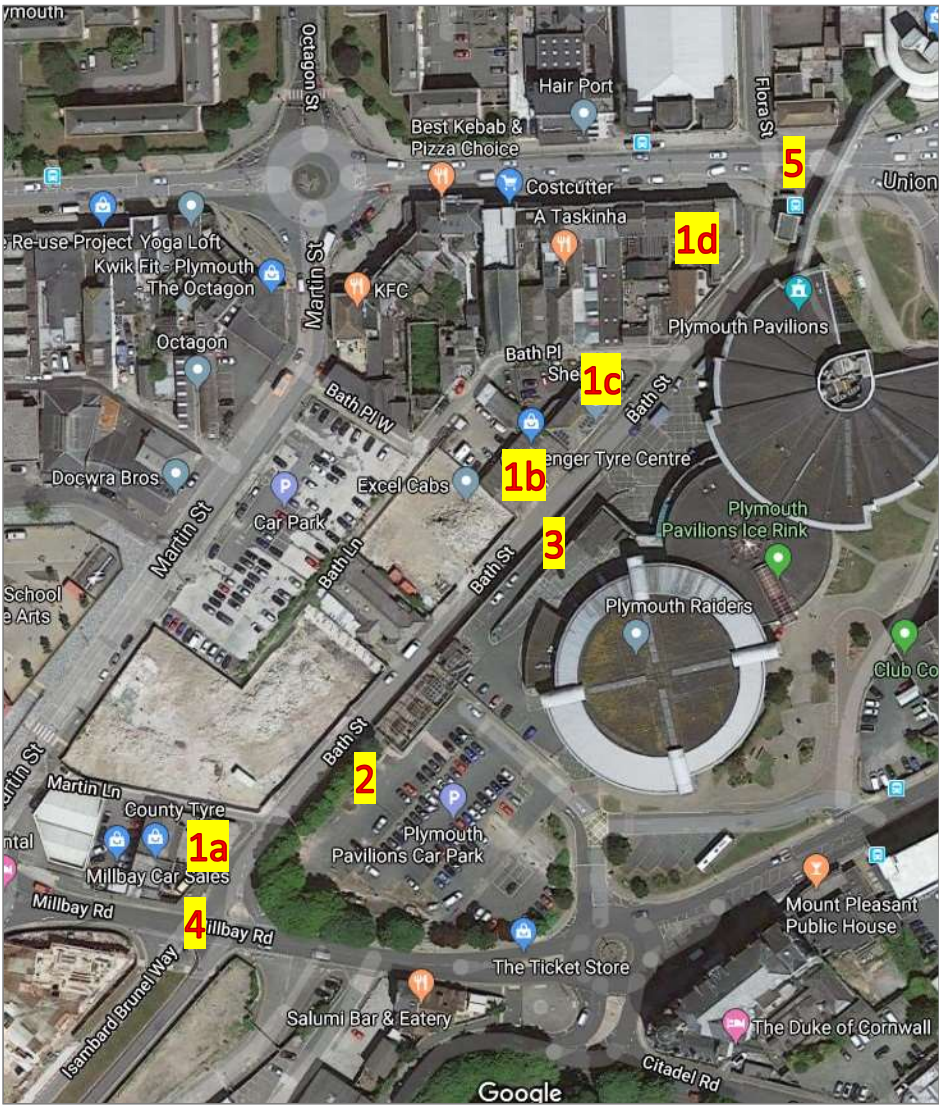 ymouth
Octagon St
Hair Port
Flora St
Best Kebab &
Pizza Choice
5
Union
Costcutter
A Taskinha
1d
Re-use Project
Yoga Loft
Kwik Fit - Plymouth
The Octagon
Martin St
KFC
Plymouth Pavilions
Octagon
Bath Pl
She
1c
Bath St
Bath Pl W
Docwra Bros
P
Car Park
Excel Cabs
1b
enger Tyre Centre
Plymouth
Pavilions Ice Rink
3
Martin St
Bath Ln
Bath St
School
e Arts
Plymouth Raiders
Club Co
Bath St
2
Martin St
Martin Ln
County Tyre
P
Plymouth,
Pavilions Car Park
ntal
1a
Millbay Car Sales
Millbay Rd
4
illbay Rd
Mount Pleasant
Public House
The Ticket Store
Isambard Brunel Way
Salumi Bar & Eatery
The Duke of Cornwall
Citadel Rd
Google